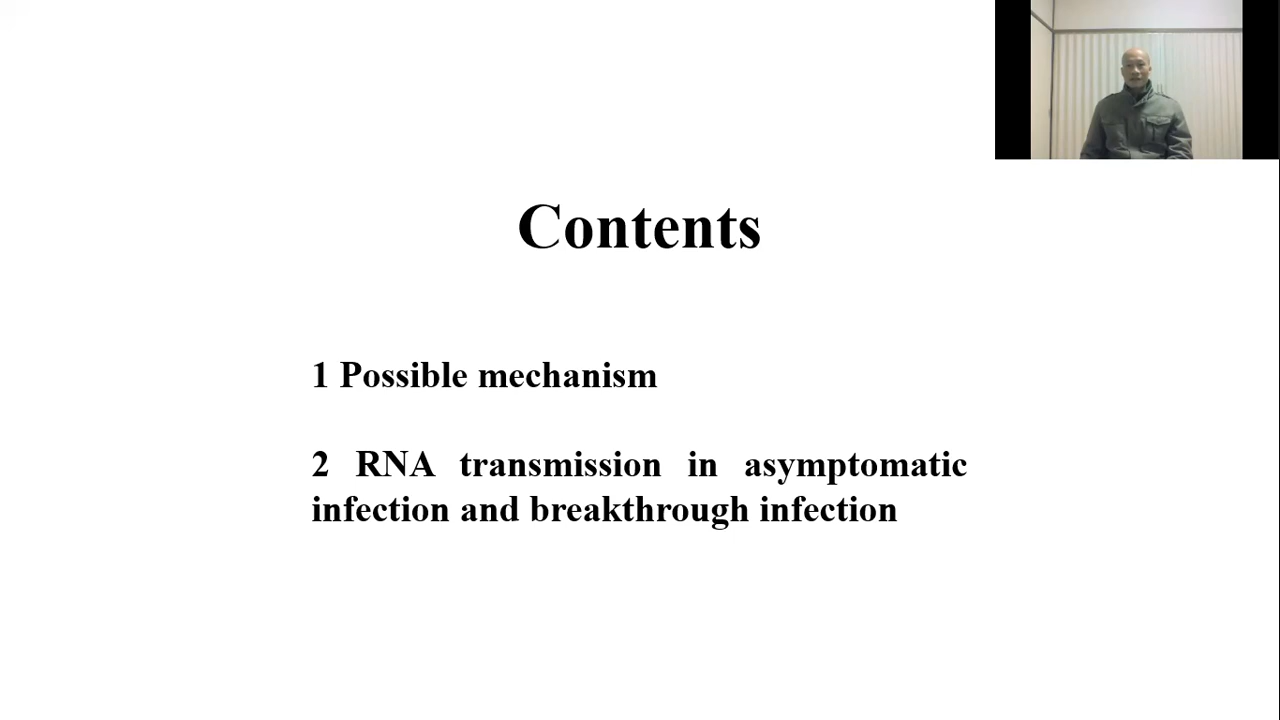 Contents
1 Possible mechanism
2 RNA transmission in asymptomatic
infection and breakthrough infection